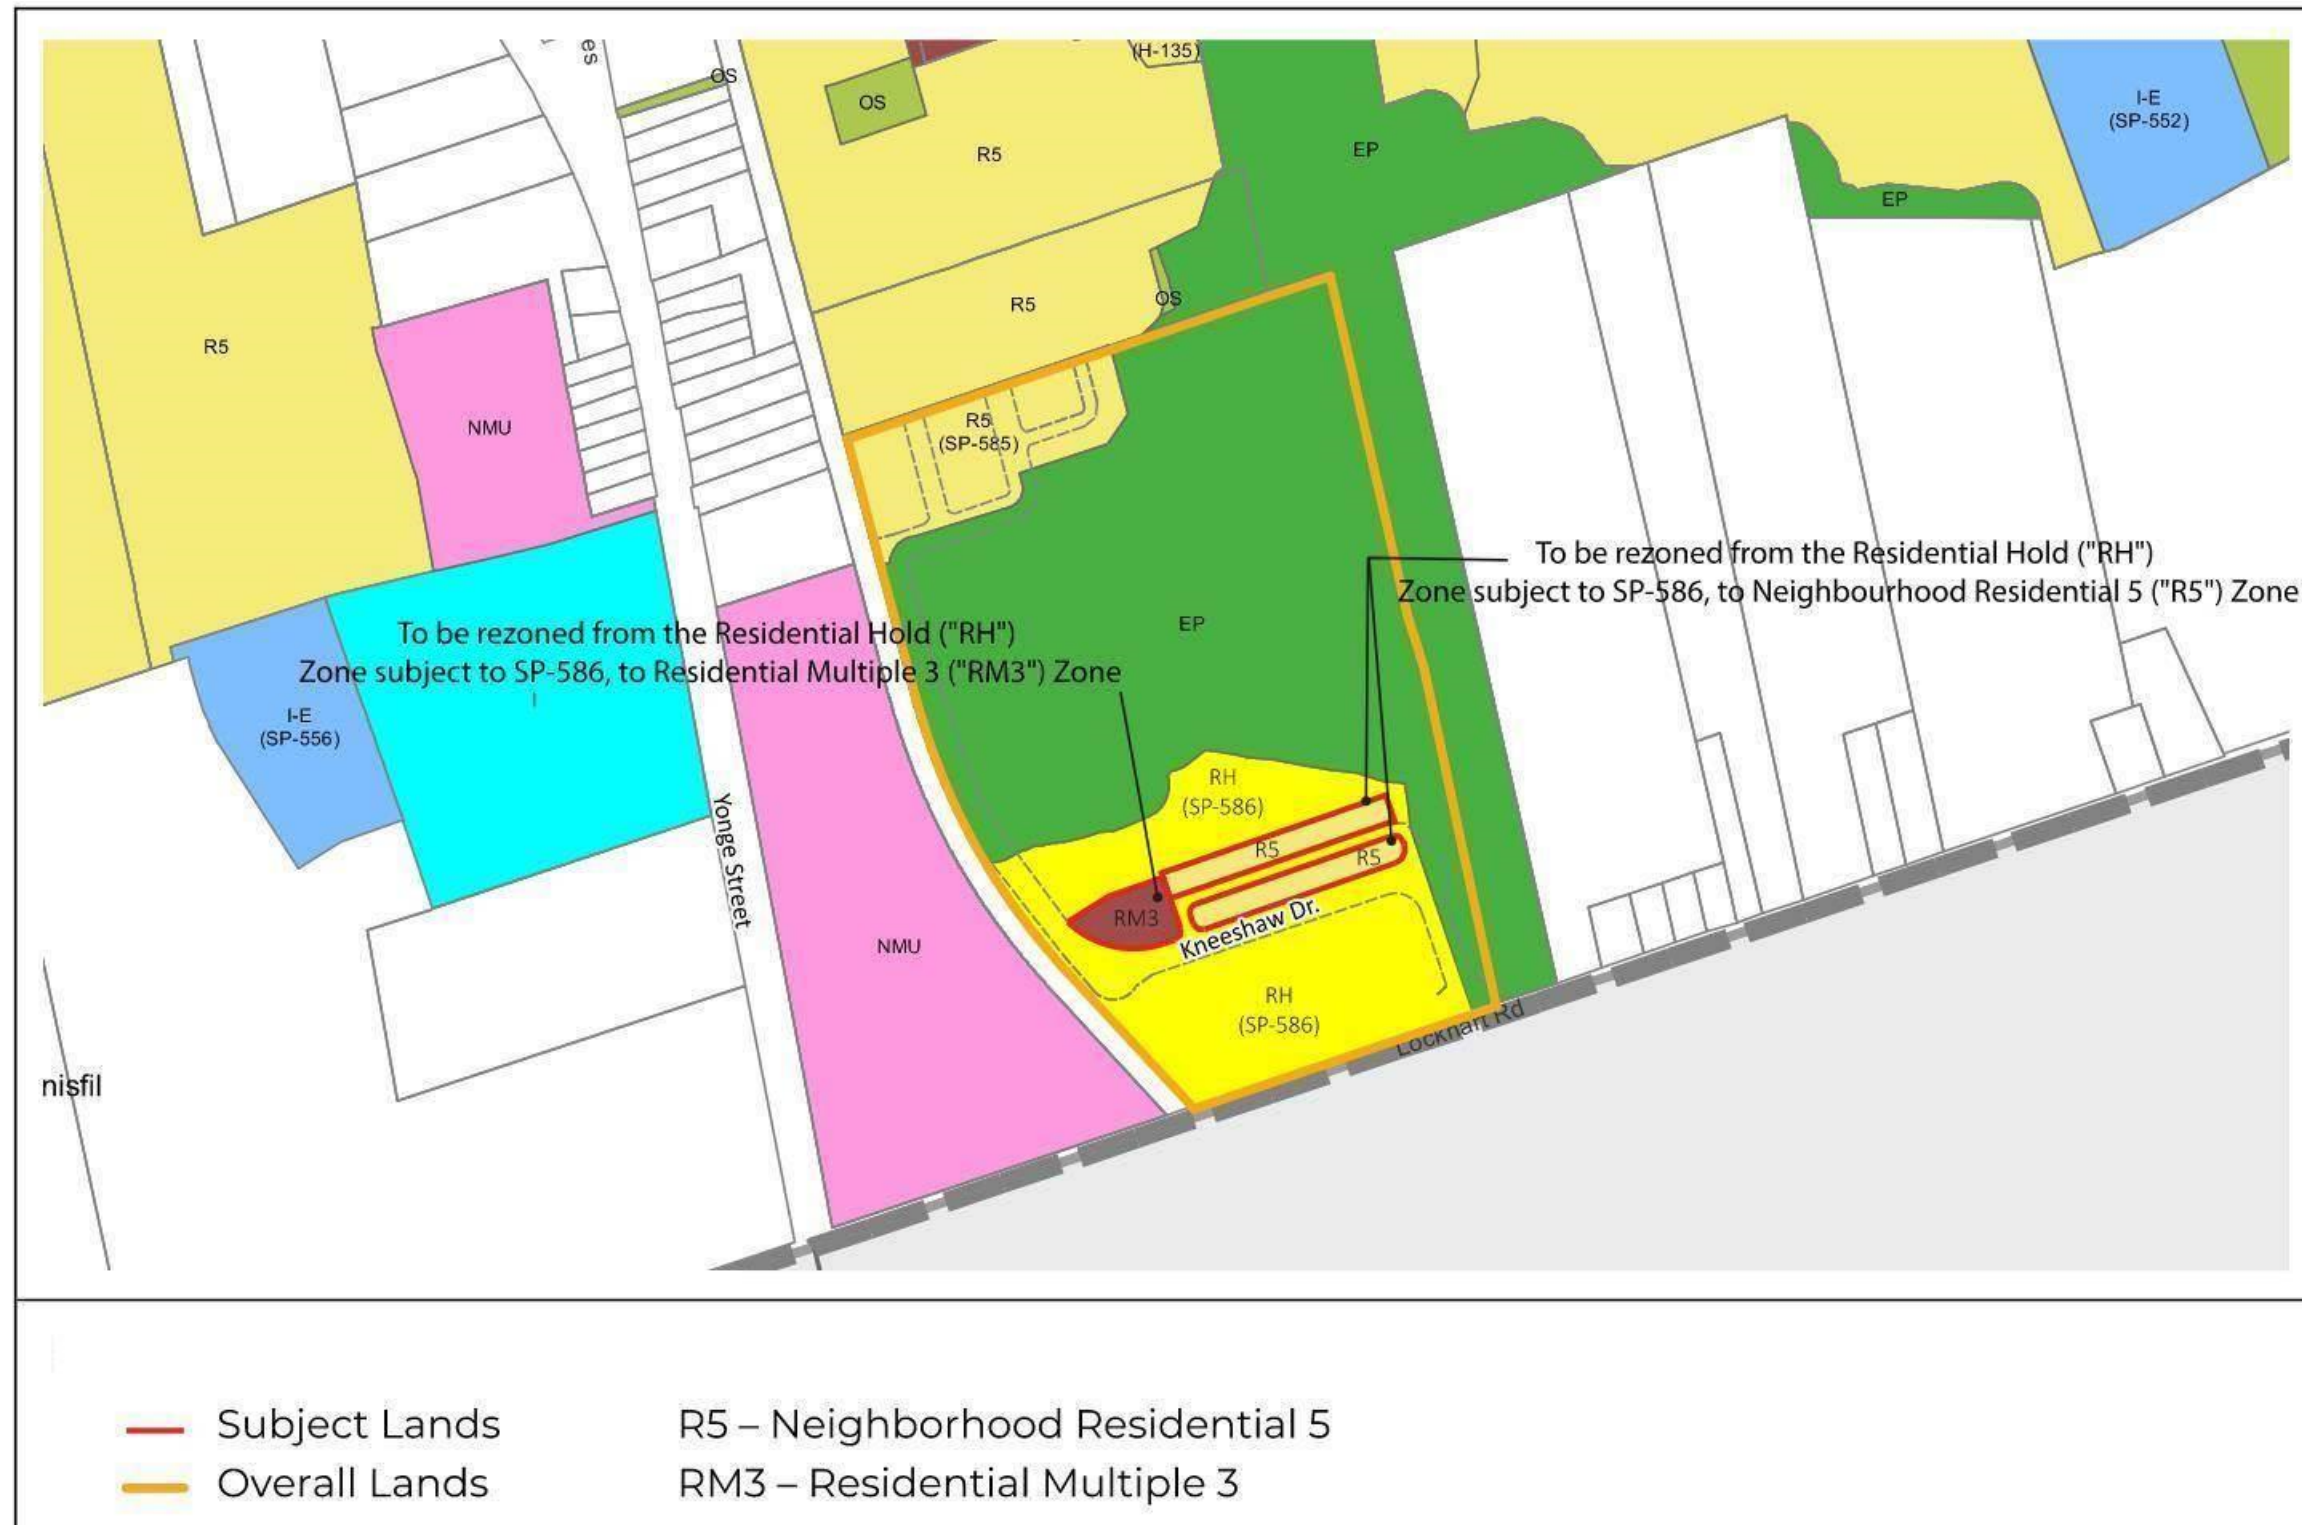 es
OS
(H-135)
OS
I-E
(SP-552)
R5
EP
EP
R5
OS
R5
NMU
R5
(SP-585)
To be rezoned from the Residential Hold ("RH")
Zone subject to SP-586, to Neighbourhood Residential 5 ("R5") Zone
EP
To be rezoned from the Residential Hold ("RH")
Zone subject to SP-586, to Residential Multiple 3 ("RM3") Zone
I
I-E
(SP-556)
RH
(SP-586)
Yonge Street
R5
R5
RM3
Kneeshaw Dr.
NMU
RH
(SP-586)
Lockhart Rd
nisfil
Subject Lands
R5 – Neighborhood Residential 5
Overall Lands
RM3 – Residential Multiple 3